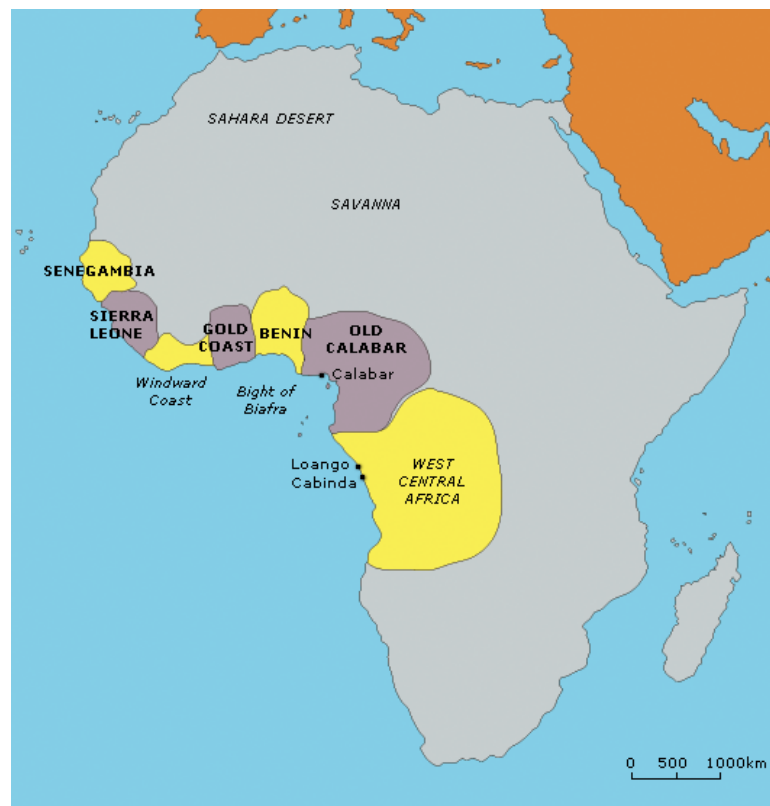 SAHARA DESERT
SAVANNA
SENEGAMBIA
SIERRA
LEONE
GOLD
COAST
BENIN
OLD
CALABAR
Calabar
Windward
Coast
Bight of
Biafra
Loango
Cabinda
WEST
CENTRAL
AFRICA
0 500 1000km